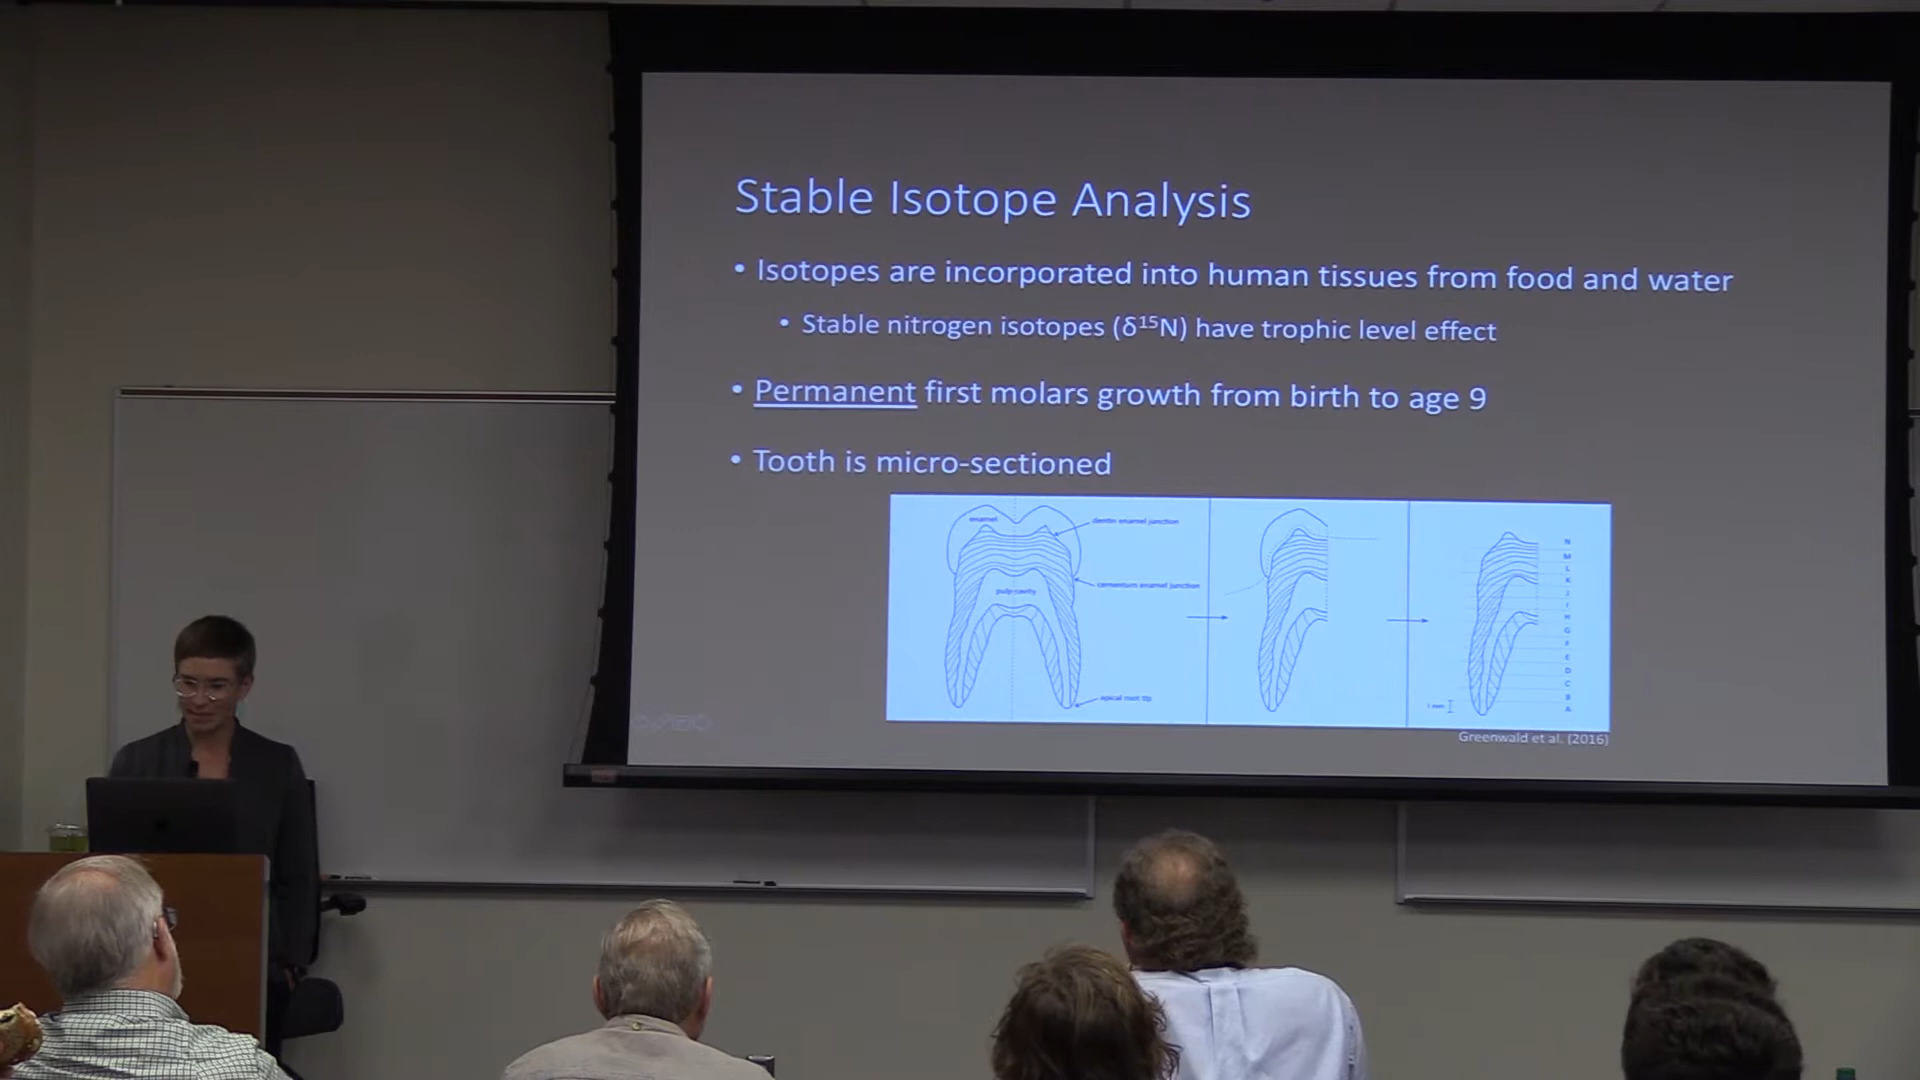 Stable Isotope Analysis
• Isotopes are incorporated into human tissues from food and water
• Stable nitrogen isotopes (δ¹⁵N) have trophic level effect
• Permanent first molars growth from birth to age 9
• Tooth is micro-sectioned
enamel
dentin enamel junction
cementum enamel junction
pulp cavity
apical root tip
1 mm
N
M
L
K
J
I
H
G
F
E
D
C
B
A
Greenwald et al. (2016)